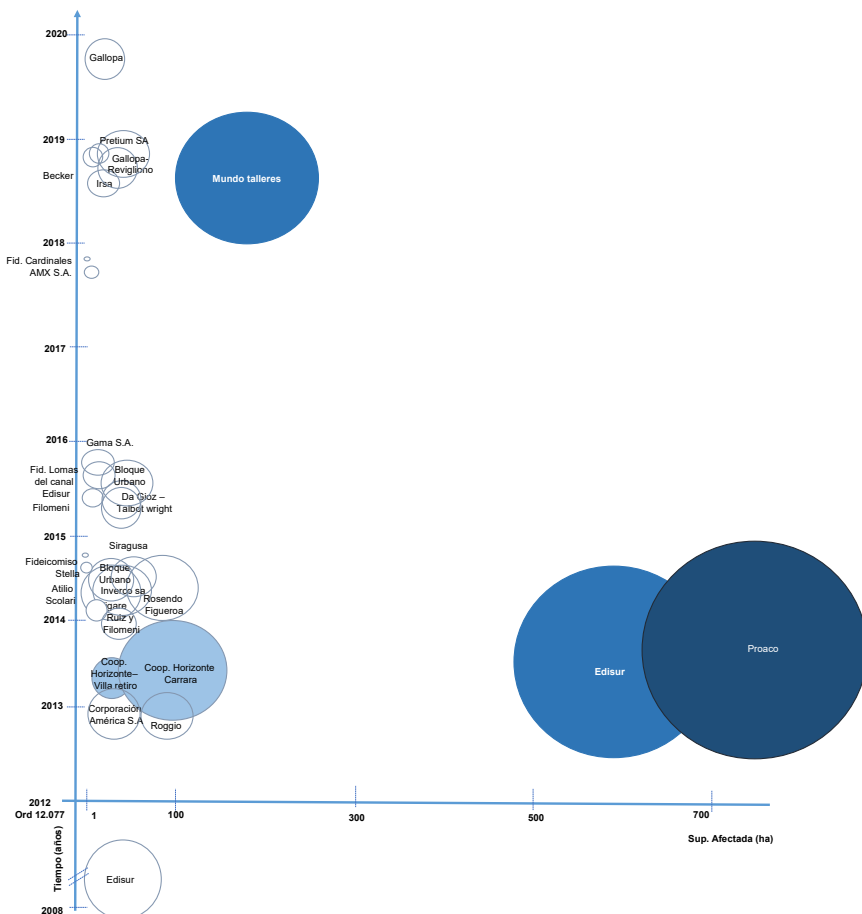 2020
Gallopa
2019
Pretium SA
Gallopa-
Revigliono
Becker
Irsa
Mundo talleres
2018
Fid. Cardinales
AMX S.A.
2017
2016
Gama S.A.
Fid. Lomas
del canal
Bloque
Urbano
Edisur
Filomeni
Da Gioz –
Talbot wright
2015
Siragusa
Fideicomiso
Stella
Bloque
Urbano
Inverco sa
Atilio
Scolari
Rosendo
Figueroa
2014
Ruiz y
Filomeni
Coop.
Horizonte–
Villa retiro
Coop. Horizonte
Carrara
Edisur
Proaco
2013
Corporación
América S.A
Roggio
2012
Ord 12.077
1
100
300
500
700
Sup. Afectada (ha)
Tiempo (años)
Edisur
2008